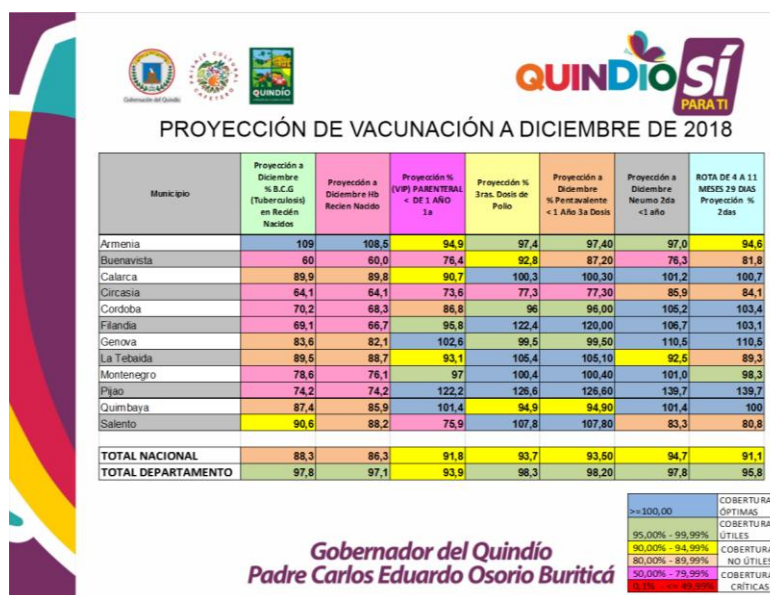 Gobernación del Quindío
PAISAJE CULTURAL CAFETERO
QUINDÍO
QUINDIO SÍ
PARA TI
PROYECCIÓN DE VACUNACIÓN A DICIEMBRE DE 2018
Municipio | Proyección a Diciembre % B.C.G (Tuberculosis) en Recién Nacidos | Proyección a Diciembre Hb Recien Nacido | Proyección % (VIP) PARENTERAL < DE 1 AÑO 1a | Proyección % 3ras. Dosis de Polio | Proyección a Diciembre % Pentavalente < 1 Año 3a Dosis | Proyección a Diciembre Neumo 2da <1 año | ROTA DE 4 A 11 MESES 29 DIAS Proyección % 2das
Armenia 109 108,5 94,9 97,4 97,40 97,0 94,6
Buenavista 60 60,0 76,4 92,8 87,20 76,3 81,8
Calarca 89,9 89,8 90,7 100,3 100,30 101,2 100,7
Circasia 64,1 64,1 73,6 77,3 77,30 85,9 84,1
Cordoba 70,2 68,3 86,8 96 96,00 105,2 103,4
Filandia 69,1 66,7 95,8 122,4 120,00 106,7 103,1
Genova 83,6 82,1 102,6 99,5 99,50 110,5 110,5
La Tebaida 89,5 88,7 93,1 105,4 105,10 92,5 89,3
Montenegro 78,6 76,1 97 100,4 100,40 101,0 98,3
Pijao 74,2 74,2 122,2 126,6 126,60 139,7 139,7
Quimbaya 87,4 85,9 101,4 94,9 94,90 101,4 100
Salento 90,6 88,2 75,9 107,8 107,80 83,3 80,8
TOTAL NACIONAL 88,3 86,3 91,8 93,7 93,50 94,7 91,1
TOTAL DEPARTAMENTO 97,8 97,1 93,9 98,3 98,20 97,8 95,8
>=100,00 COBERTURA ÓPTIMAS
95,00% - 99,99% COBERTURA ÚTILES
90,00% - 94,99% COBERTURA
80,00% - 89,99% NO ÚTILES
50,00% - 79,99% COBERTURA
0,1% - <= 49,99% CRÍTICAS
Gobernador del Quindío
Padre Carlos Eduardo Osorio Buriticá